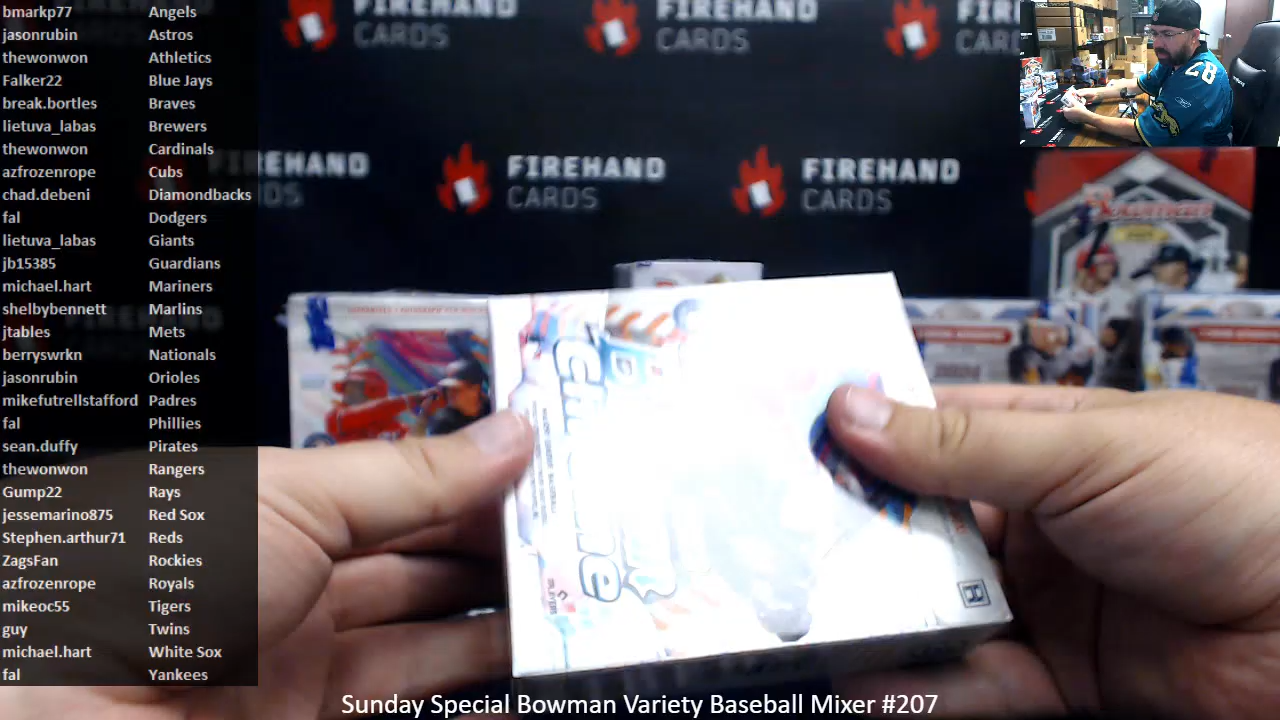 bmarkp77 Angels
jasonrubin Astros
thewonwon Athletics
Falker22 Blue Jays
break.bortles Braves
lietuva_labas Brewers
thewonwon Cardinals
azfrozenrope Cubs
chad.debeni Diamondbacks
fal Dodgers
lietuva_labas Giants
jb15385 Guardians
michael.hart Mariners
shelbybennett Marlins
jtables Mets
berryswrkn Nationals
jasonrubin Orioles
mikefutrellstafford Padres
fal Phillies
sean.duffy Pirates
thewonwon Rangers
Gump22 Rays
jessemarino875 Red Sox
Stephen.arthur71 Reds
ZagsFan Rockies
azfrozenrope Royals
mikeoc55 Tigers
guy Twins
michael.hart White Sox
fal Yankees
FIREHAND
CARDS
FIREHAND
CARDS
FIREHAND
CARDS
FIREHAND
CARDS
28
Sunday Special Bowman Variety Baseball Mixer #207